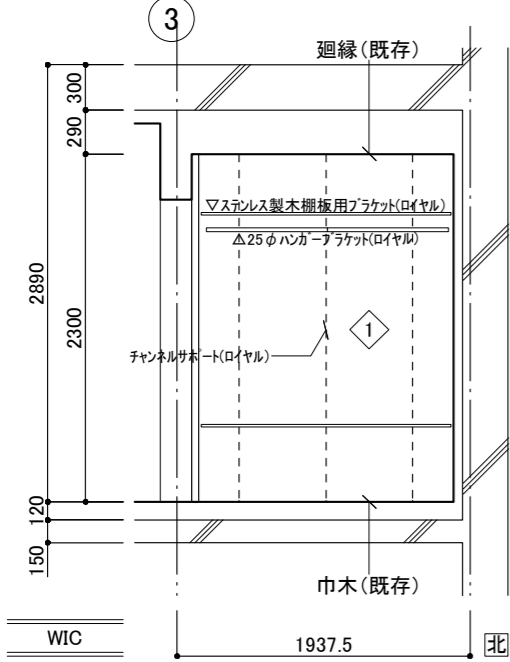 3
廻縁(既存)
300
290
▽ステンレス製木棚板用ブラケット(ロイヤル)
△25φハンガーブラケット(ロイヤル)
2890
2300
1
チャンネルサポート(ロイヤル)
120
150
巾木(既存)
WIC
1937.5
北